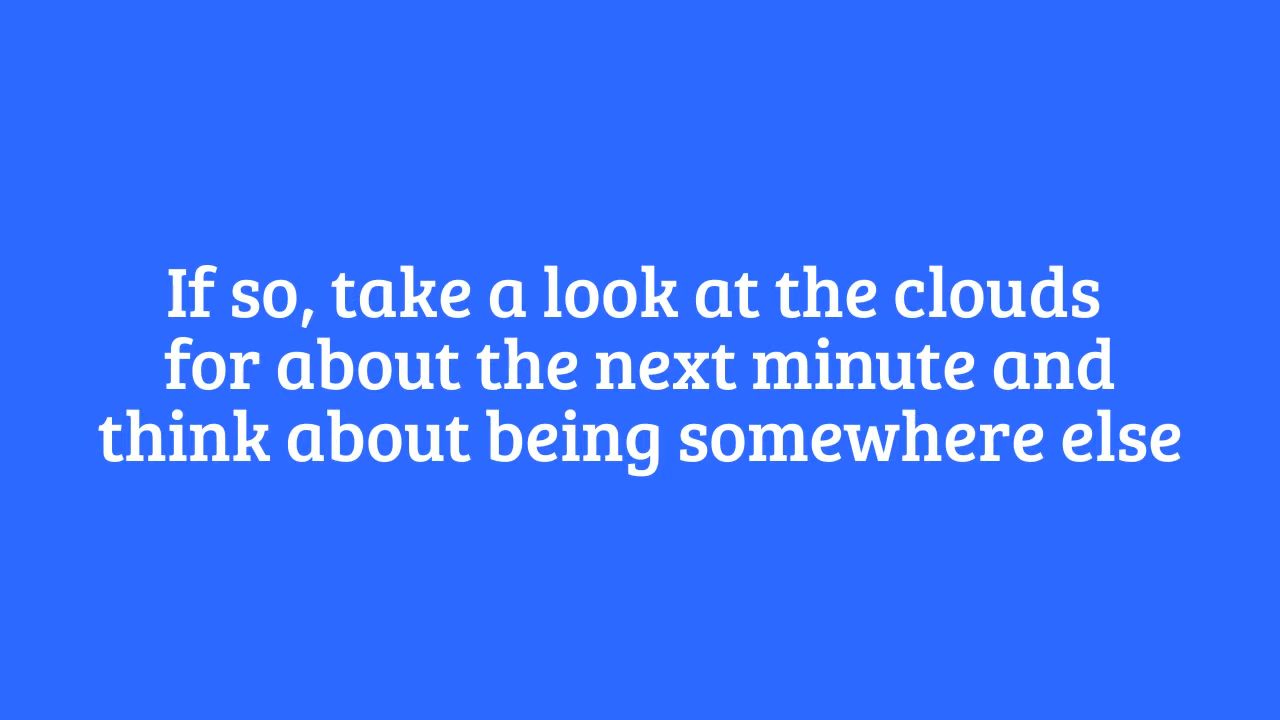 If so, take a look at the clouds
for about the next minute and
think about being somewhere else